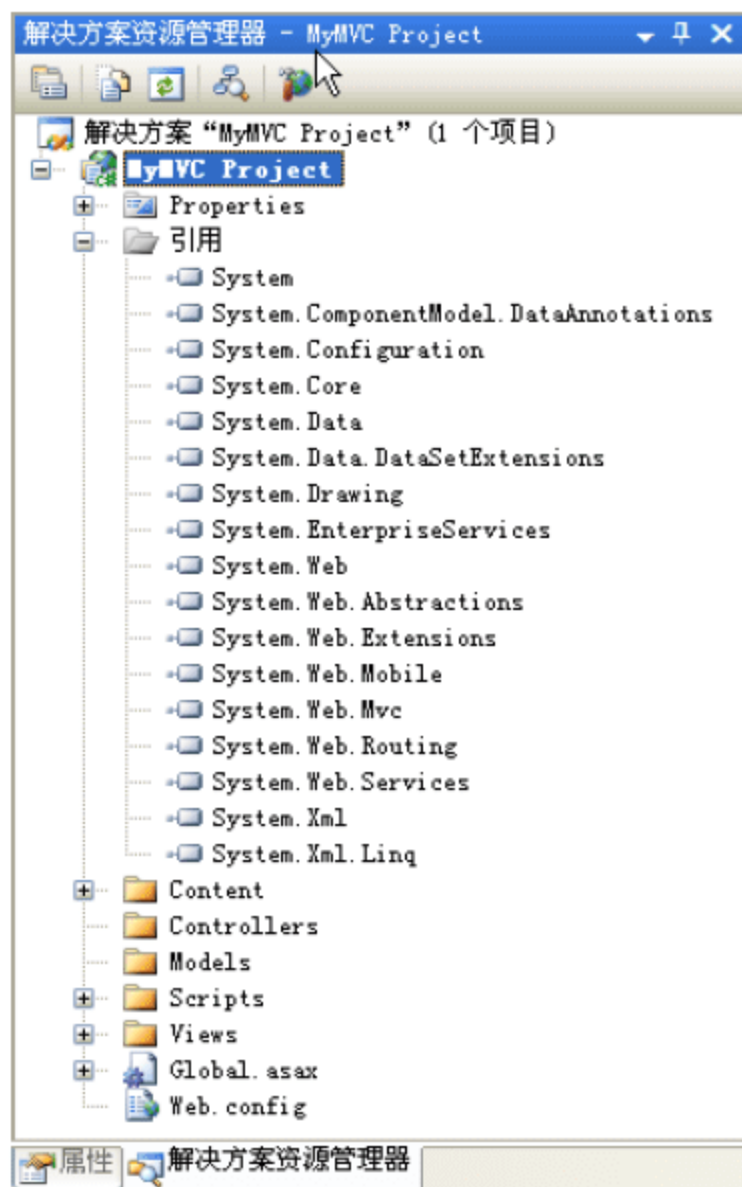 解决方案资源管理器 - MyMVC Project
解决方案 “MyMVC Project” (1 个项目)
MyMVC Project
Properties
引用
System
System.ComponentModel.DataAnnotations
System.Configuration
System.Core
System.Data
System.Data.DataSetExtensions
System.Drawing
System.EnterpriseServices
System.Web
System.Web.Abstractions
System.Web.Extensions
System.Web.Mobile
System.Web.Mvc
System.Web.Routing
System.Web.Services
System.Xml
System.Xml.Linq
Content
Controllers
Models
Scripts
Views
Global.asax
Web.config
属性 解决方案资源管理器